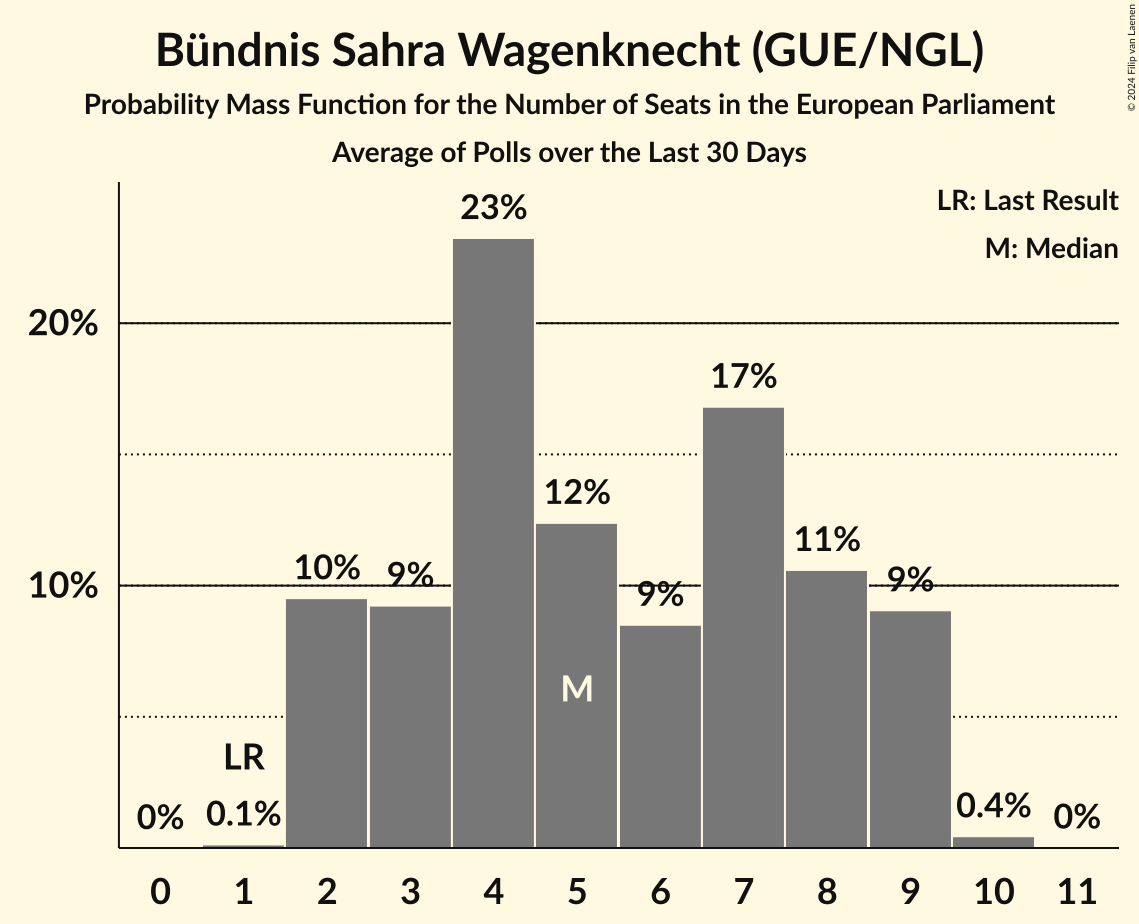 Bündnis Sahra Wagenknecht (GUE/NGL)
Probability Mass Function for the Number of Seats in the European Parliament
Average of Polls over the Last 30 Days
© 2024 Filip van Laenen
LR: Last Result
M: Median
20%
10%
0%
LR
0.1%
10%
9%
23%
12%
M
9%
17%
11%
9%
0.4%
0%
0 1 2 3 4 5 6 7 8 9 10 11